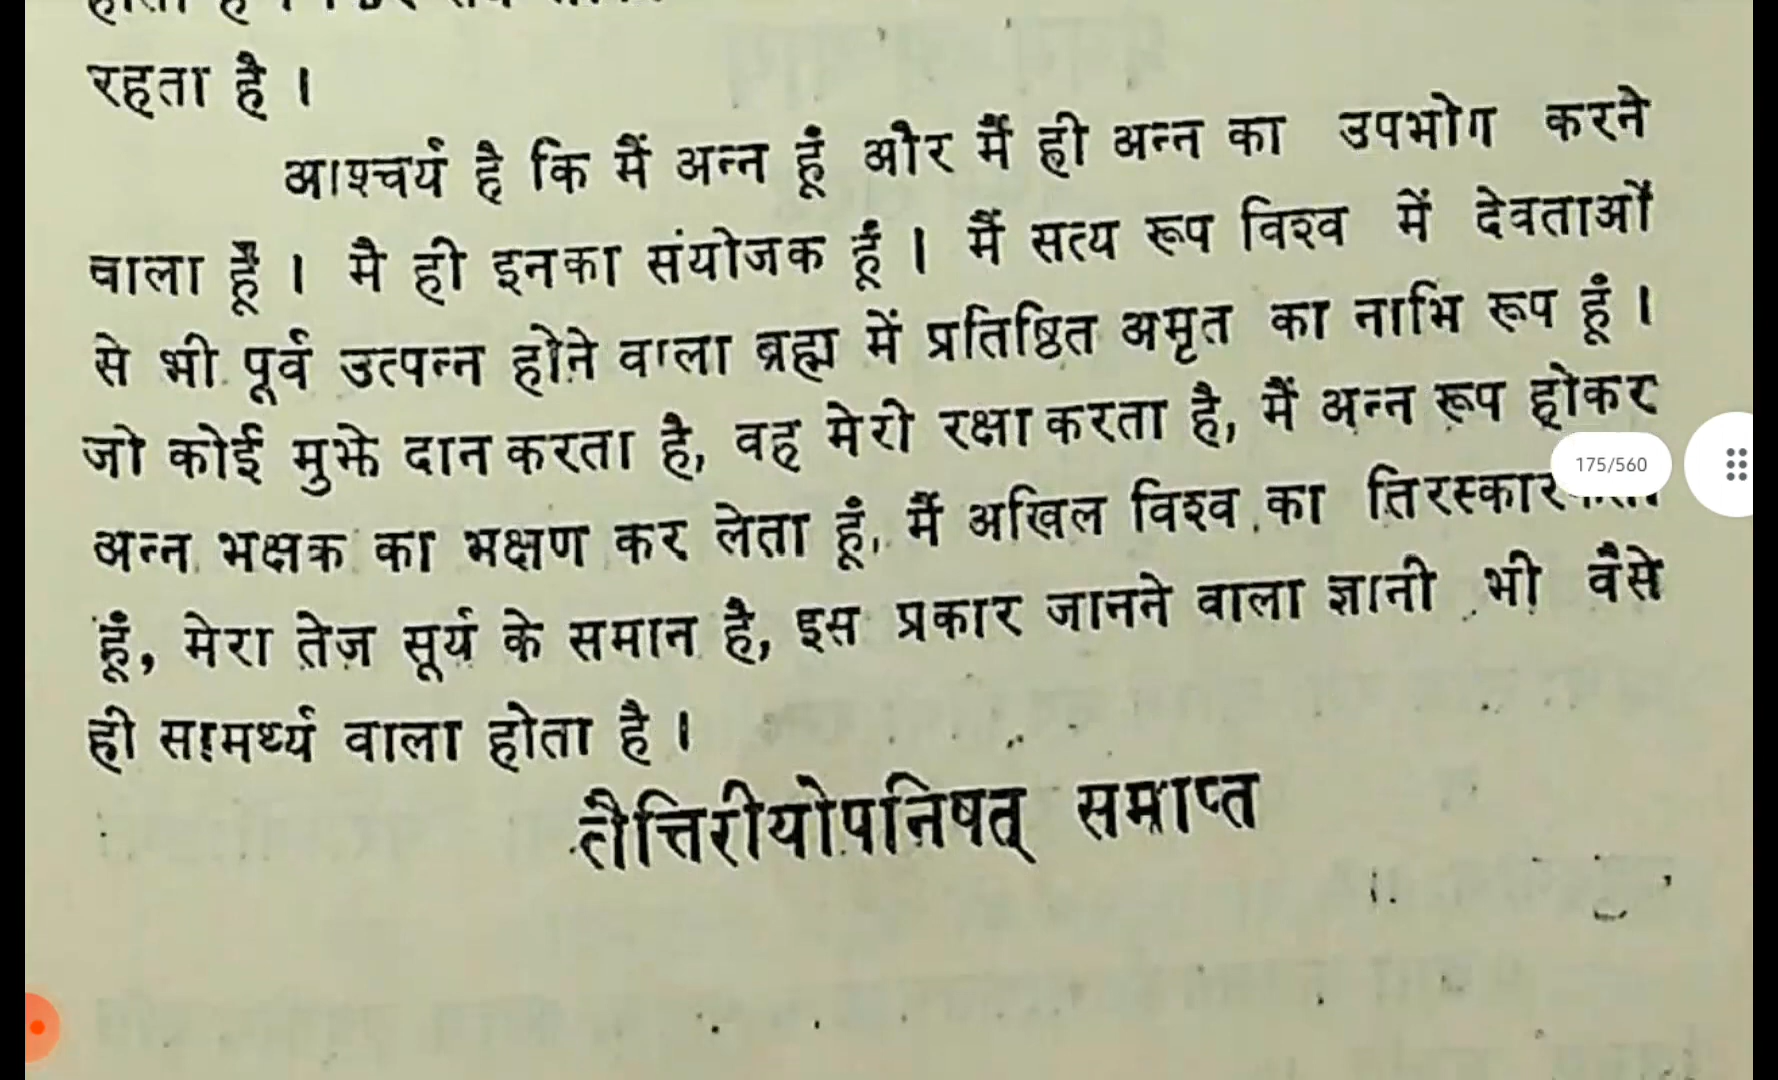 रहता है ।
आश्चर्य है कि मैं अन्न हूं और मैं ही अन्न का उपभोग करने
वाला हूँ । मै ही इनका संयोजक हूँ । मैं सत्य रूप विश्व में देवताओं
से भी पूर्व उत्पन्न होने वाला ब्रह्म में प्रतिष्ठित अमृत का नाभि रूप हूं ।
जो कोई मुझे दान करता है, वह मेरी रक्षा करता है, मैं अन्न रूप होकर
175/560
अन्न भक्षक का भक्षण कर लेता हूं, मैं अखिल विश्व का
हूं, मेरा तेज सूर्य के समान है, इस प्रकार जानने वाला ज्ञानी भी वैसे
ही सामर्थ्य वाला होता है ।
तैत्तिरीयोपनिषत् समाप्त